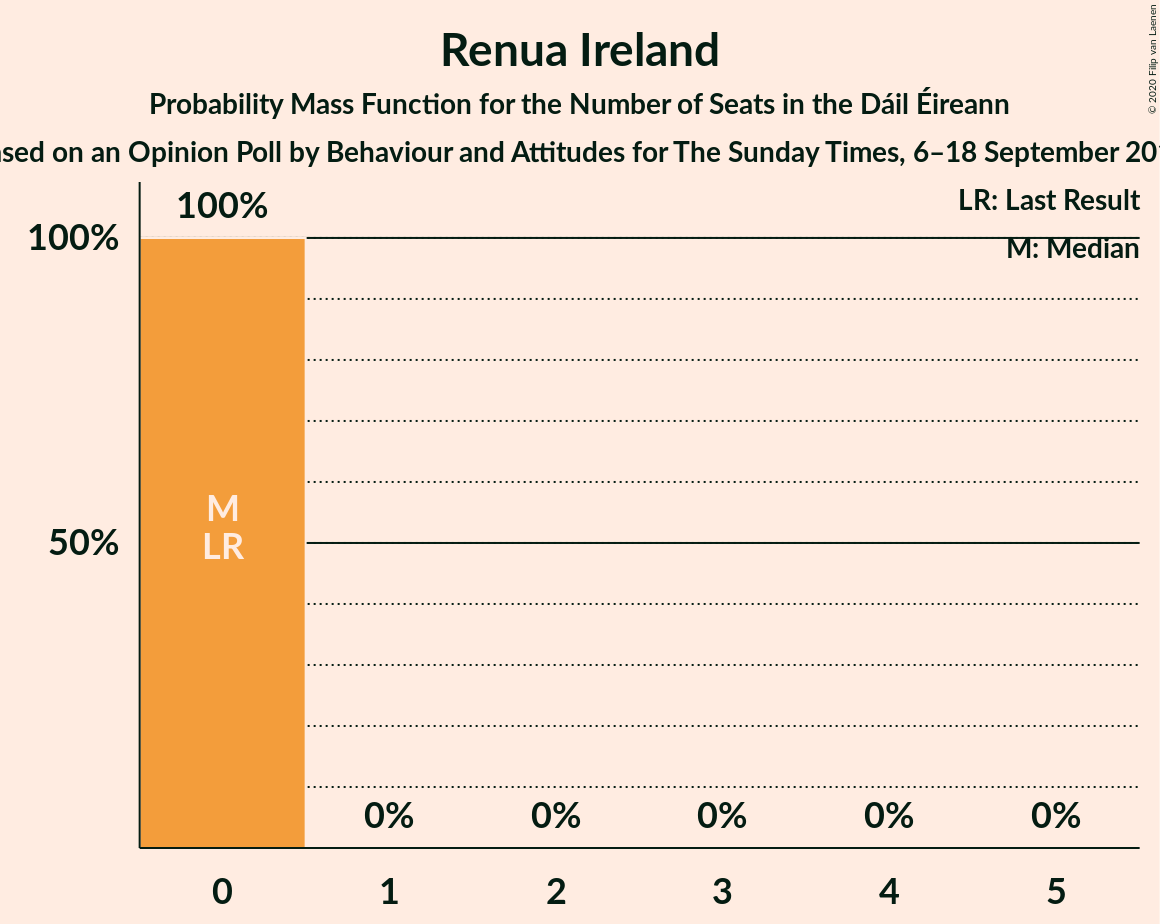 Renua Ireland
Probability Mass Function for the Number of Seats in the Dáil Éireann
on an Opinion Poll by Behaviour and Attitudes for The Sunday Times, 6–18 September
© 2020 Filip van Laenen
LR: Last Result
M: Median
100%
100%
50%
M
LR
0% 0% 0% 0% 0%
0 1 2 3 4 5